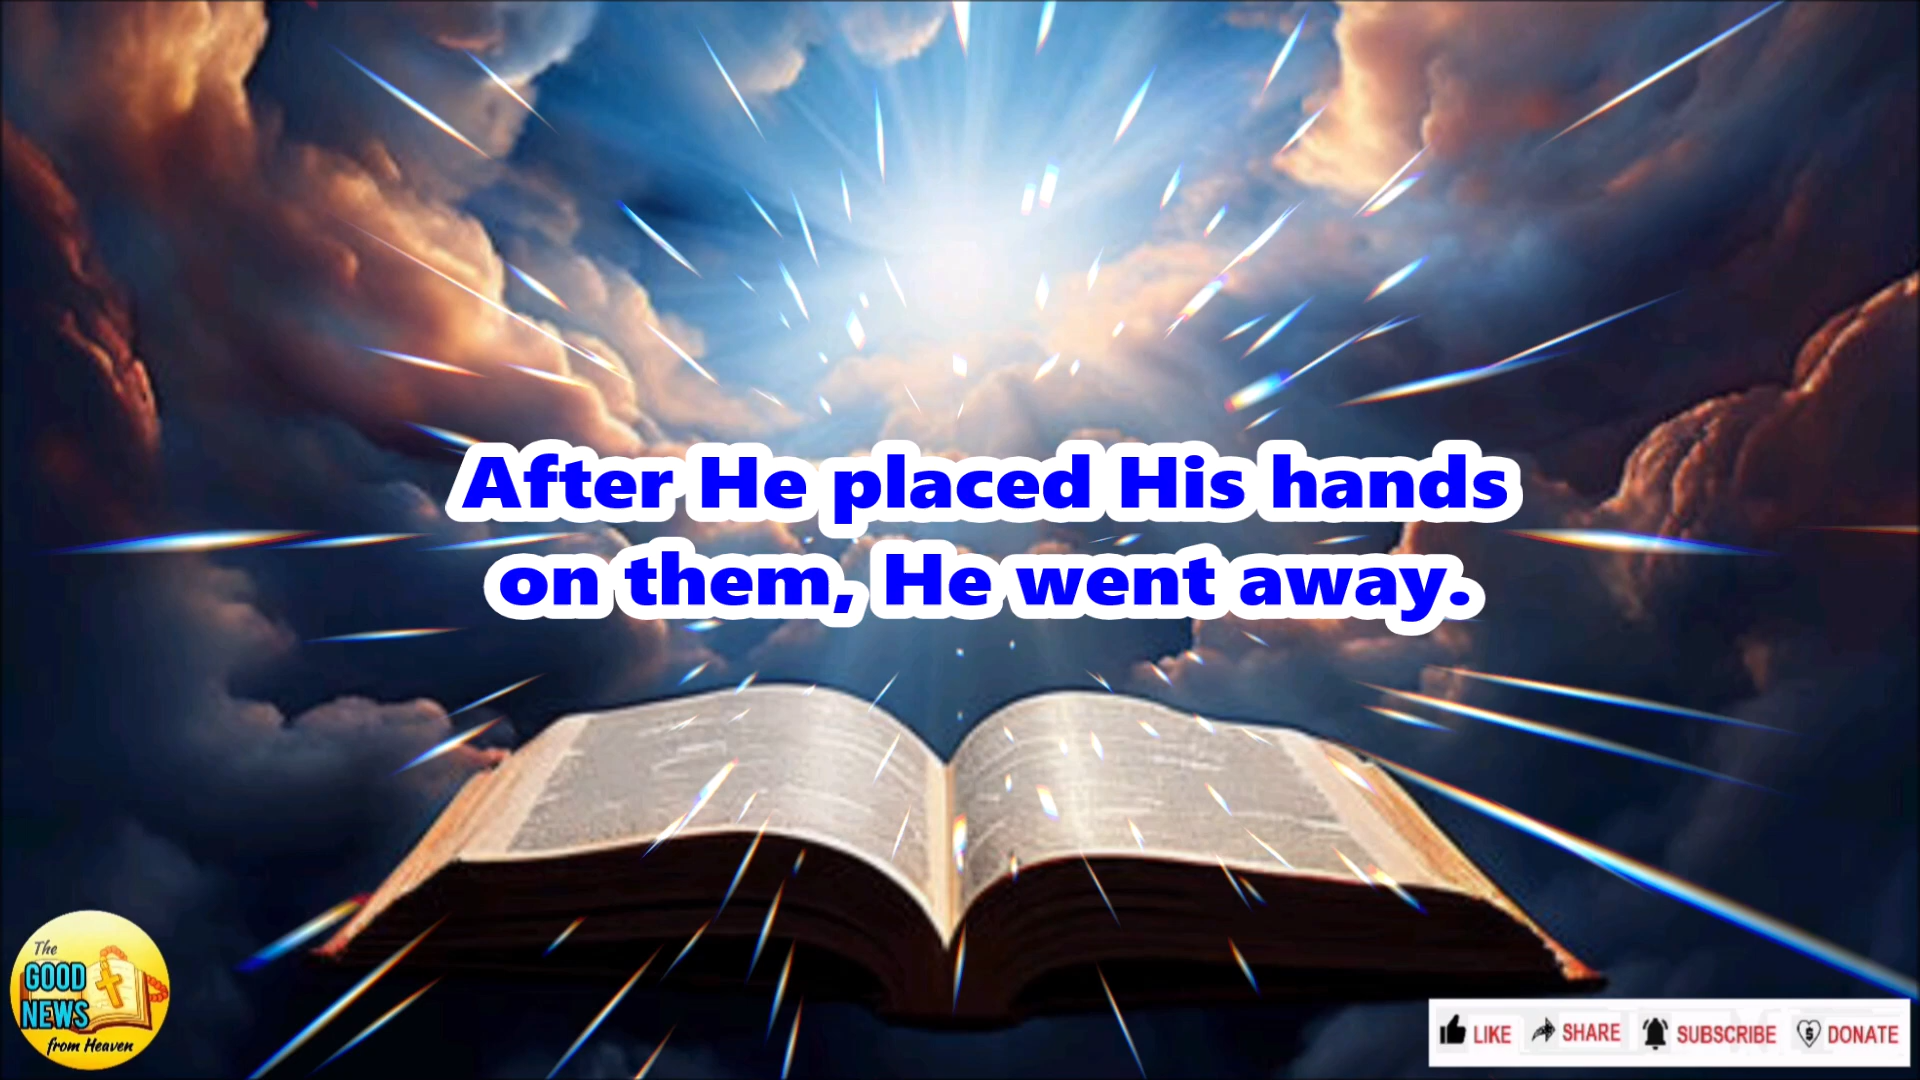 After He placed His hands
on them, He went away.
The
GOOD
NEWS
from Heaven
LIKE SHARE SUBSCRIBE DONATE